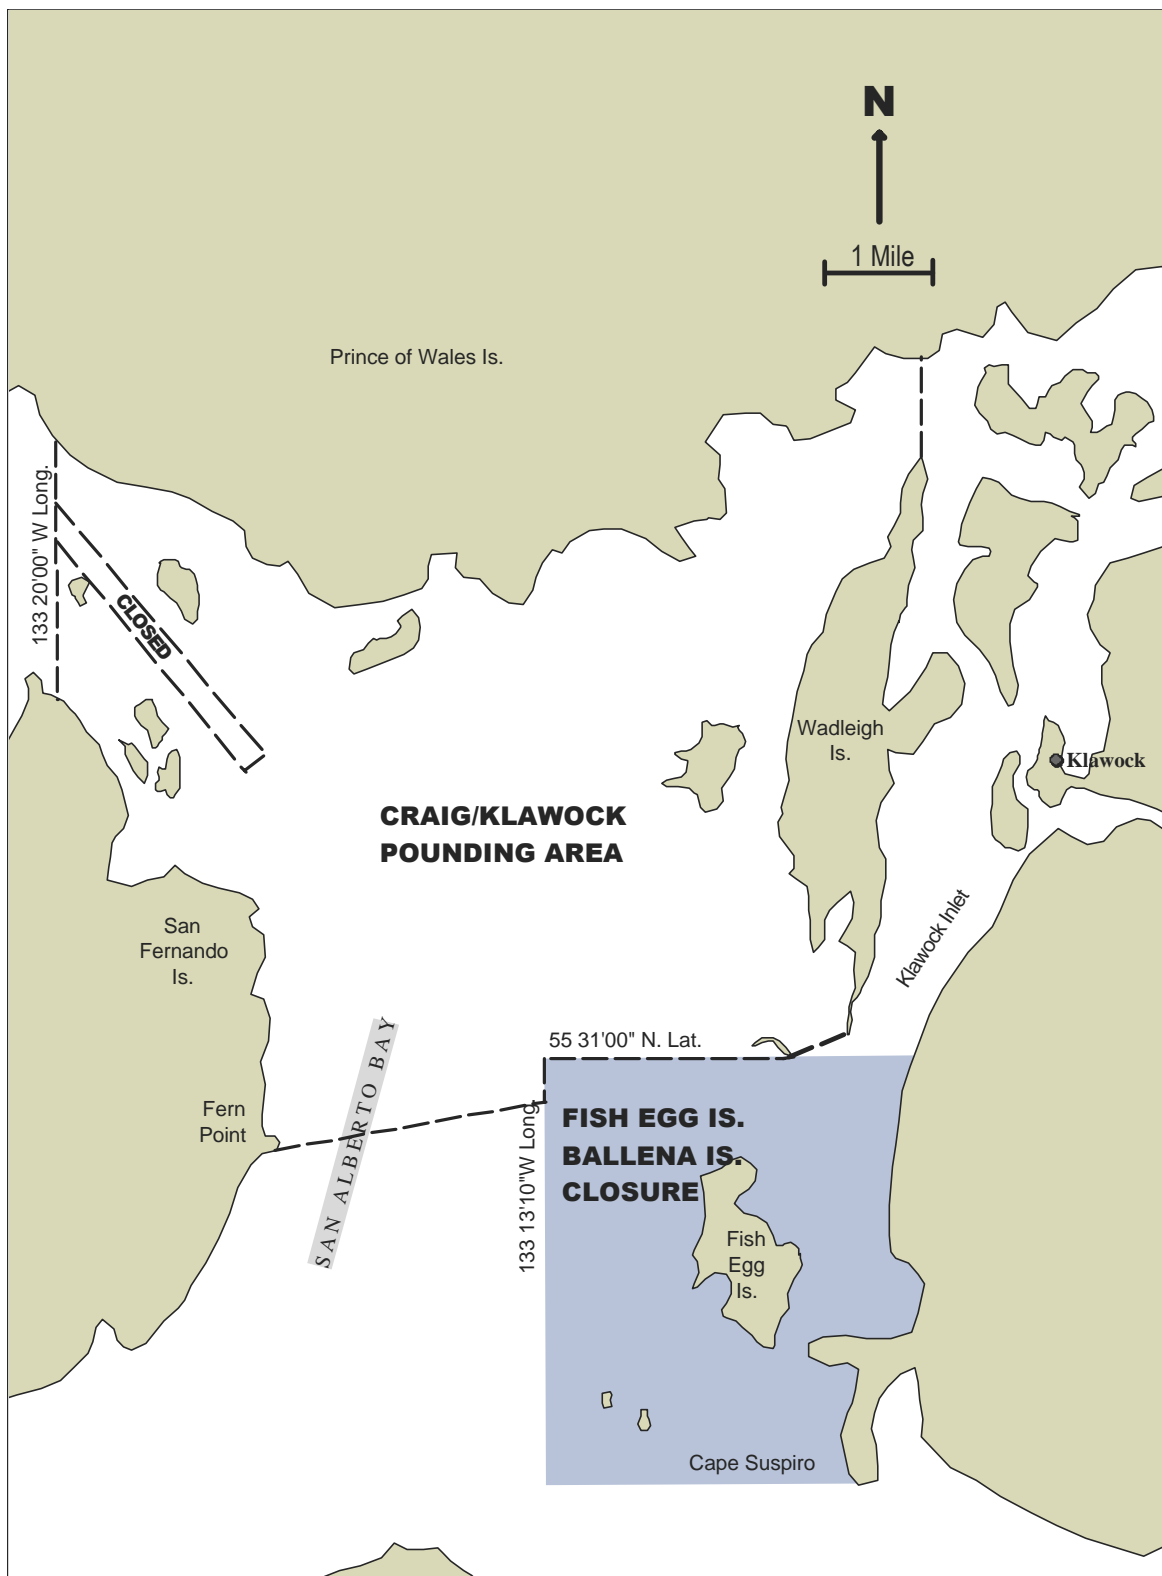 N
1 Mile
Prince of Wales Is.
133 20'00" W Long.
CLOSED
Wadleigh
Is.
Klawock
CRAIG/KLAWOCK
POUNDING AREA
San
Fernando
Is.
Klawock Inlet
SAN ALBERTO BAY
55 31'00" N. Lat.
Fern
Point
133 13'10"W Long.
FISH EGG IS.
BALLENA IS.
CLOSURE
Fish
Egg
Is.
Cape Suspiro